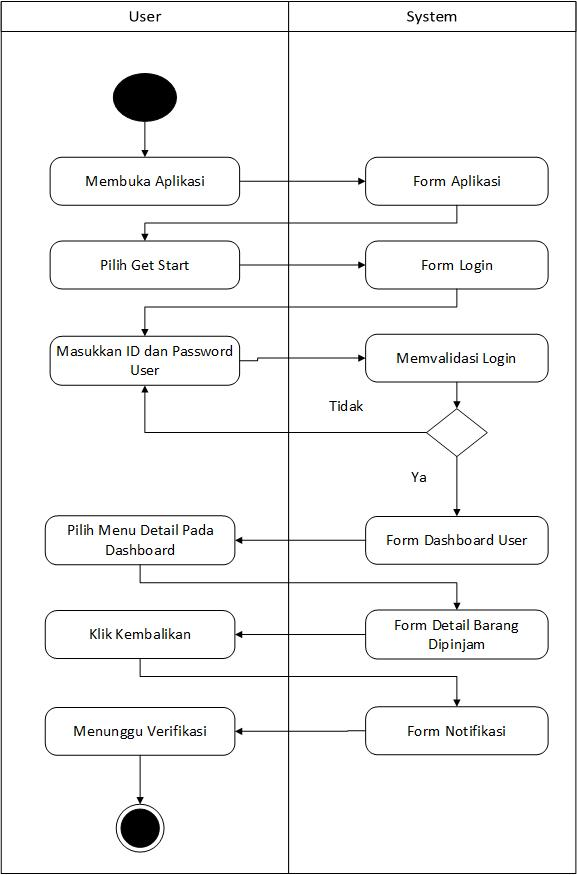 User
System
Membuka Aplikasi
Form Aplikasi
Pilih Get Start
Form Login
Masukkan ID dan Password
User
Memvalidasi Login
Tidak
Ya
Pilih Menu Detail Pada
Dashboard
Form Dashboard User
Klik Kembalikan
Form Detail Barang
Dipinjam
Menunggu Verifikasi
Form Notifikasi